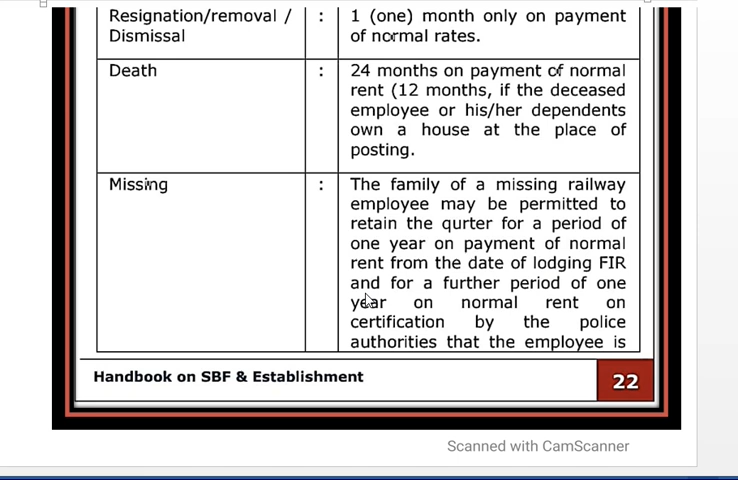 Resignation/removal / : 1 (one) month only on payment
Dismissal of normal rates.
Death : 24 months on payment of normal
rent (12 months, if the deceased
employee or his/her dependents
own a house at the place of
posting.
Missing : The family of a missing railway
employee may be permitted to
retain the qurter for a period of
one year on payment of normal
rent from the date of lodging FIR
and for a further period of one
year on normal rent on
certification by the police
authorities that the employee is
Handbook on SBF & Establishment 22
Scanned with CamScanner